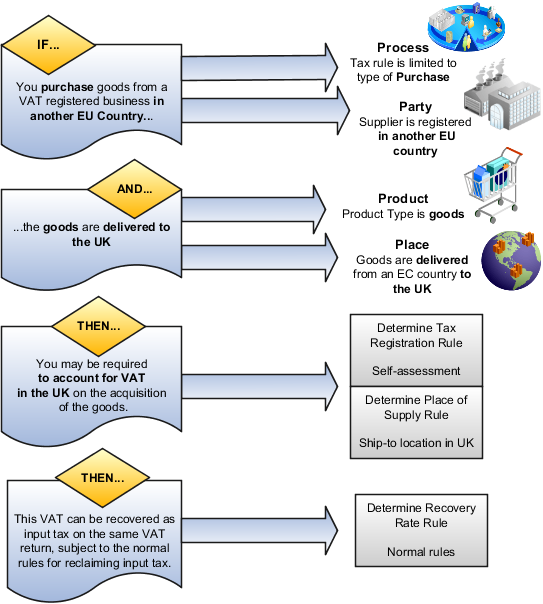 IF...
You purchase goods from a
VAT registered business in
another EU Country...
Process
Tax rule is limited to
type of Purchase
Party
Supplier is registered
in another EU
country
AND...
...the goods are delivered to
the UK
Product
Product Type is goods
Place
Goods are delivered
from an EC country to
the UK
THEN...
You may be required
to account for VAT
in the UK on the acquisition
of the goods.
Determine Tax
Registration Rule
Self-assessment
Determine Place of
Supply Rule
Ship-to location in UK
THEN...
This VAT can be recovered as
input tax on the same VAT
return, subject to the normal
rules for reclaiming input tax.
Determine Recovery
Rate Rule
Normal rules